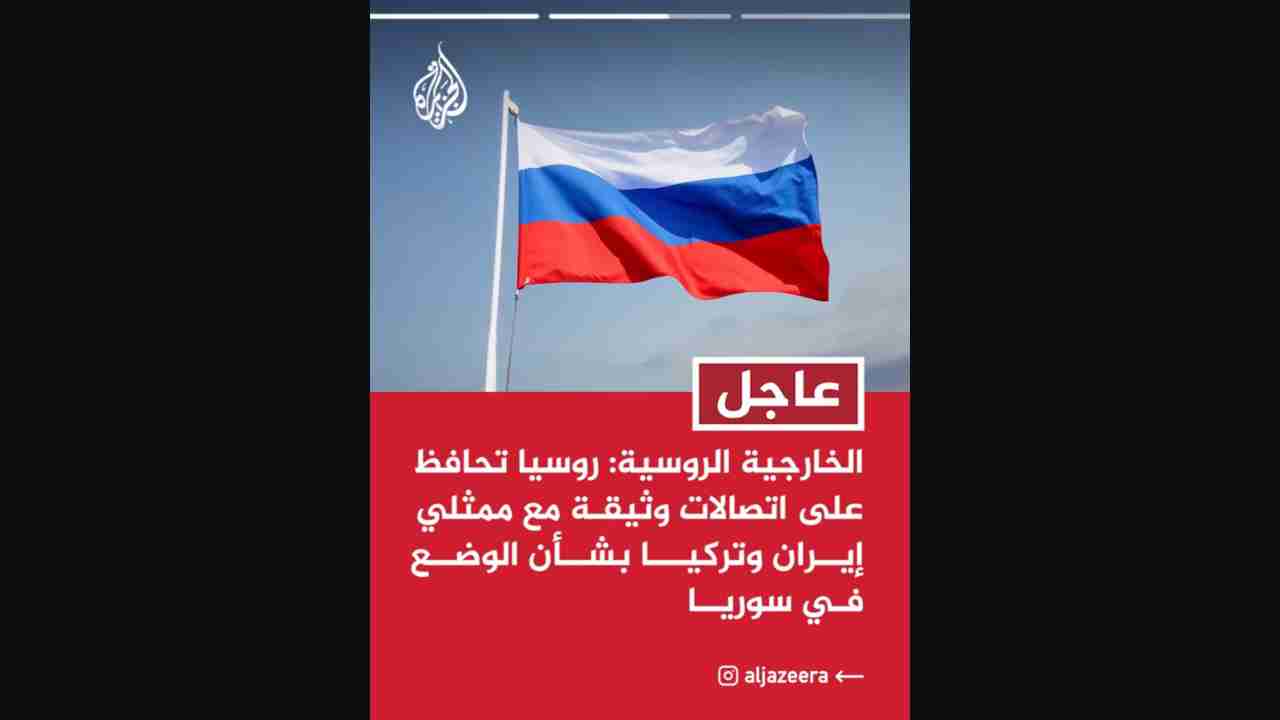 الجزيرة
عاجل
الخارجية الروسية: روسيا تحافظ
على اتصالات وثيقة مع ممثلي
إيران وتركيا بشأن الوضع
في سوريا
aljazeera